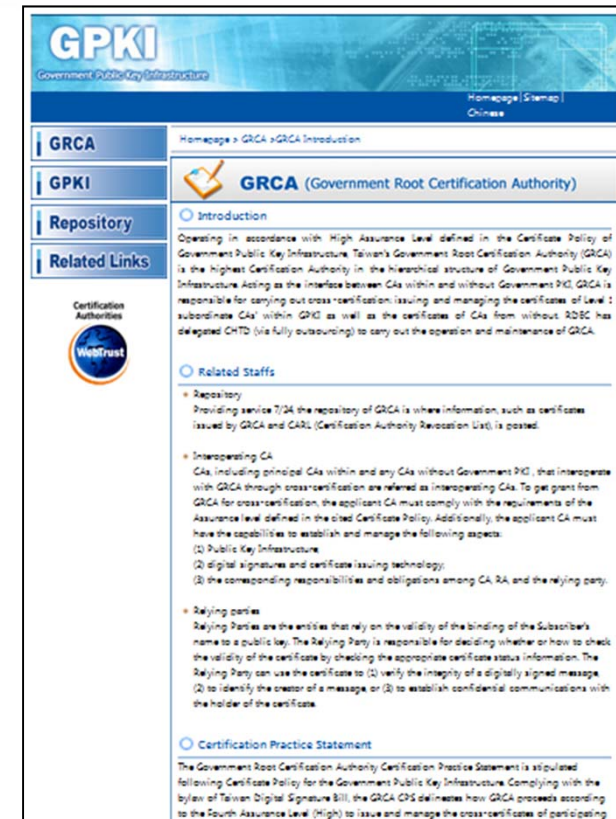 GPKI
Government Public Key Infrastructure
Homepage|Sitemap|
Chinese
GRCA
GPKI
Repository
Related Links
Certification
Authorities
WebTrust
Homepage > GRCA >GRCA Introduction
GRCA (Government Root Certification Authority)
Introduction
Operating in accordance with High Assurance Level defined in the Certificate Policy of
Government Public Key Infrastructure, Taiwan's Government Root Certification Authority (GRCA)
is the highest Certification Authority in the hierarchical structure of Government Public Key
Infrastructure. Acting as the interface between CAs within and without Government PKI, GRCA is
responsible for carrying out cross-certification: issuing and managing the certificates of Level 1
subordinate CAs' within GPKI as well as the certificates of CAs from without. RDEC has
delegated CHTD (via fully outsourcing) to carry out the operation and maintenance of GRCA.
Related Staffs
Repository
Providing service 7/24, the repository of GRCA is where information, such as certificates
issued by GRCA and CARL (Certification Authority Revocation List), is posted.
Interoperating CA
CAs, including principal CAs within and any CAs without Government PKI , that interoperate
with GRCA through cross-certification are referred as interoperating CAs. To get grant from
GRCA for cross-certification, the applicant CA must comply with the requirements of the
Assurance level defined in the cited Certificate Policy. Additionally, the applicant CA must
have the capabilities to establish and manage the following aspects:
(1) Public Key Infrastructure;
(2) digital signatures and certificate issuing technology;
(3) the corresponding responsibilities and obligations among CA, RA, and the relying party.
Relying parties
Relying Parties are the entities that rely on the validity of the binding of the Subscriber's
name to a public key. The Relying Party is responsible for deciding whether or how to check
the validity of the certificate by checking the appropriate certificate status information. The
Relying Party can use the certificate to (1) verify the integrity of a digitally signed message,
(2) to identify the creator of a message, or (3) to establish confidential communications with
the holder of the certificate.
Certification Practice Statement
The Government Root Certification Authority Certification Practice Statement is stipulated
following Certificate Policy for the Government Public Key Infrastructure. Complying with the
bylaw of Taiwan Digital Signature Bill, the GRCA CPS delineates how GRCA proceeds according
to the Fourth Assurance Level (High) to issue and manage the cross-certificates of participating